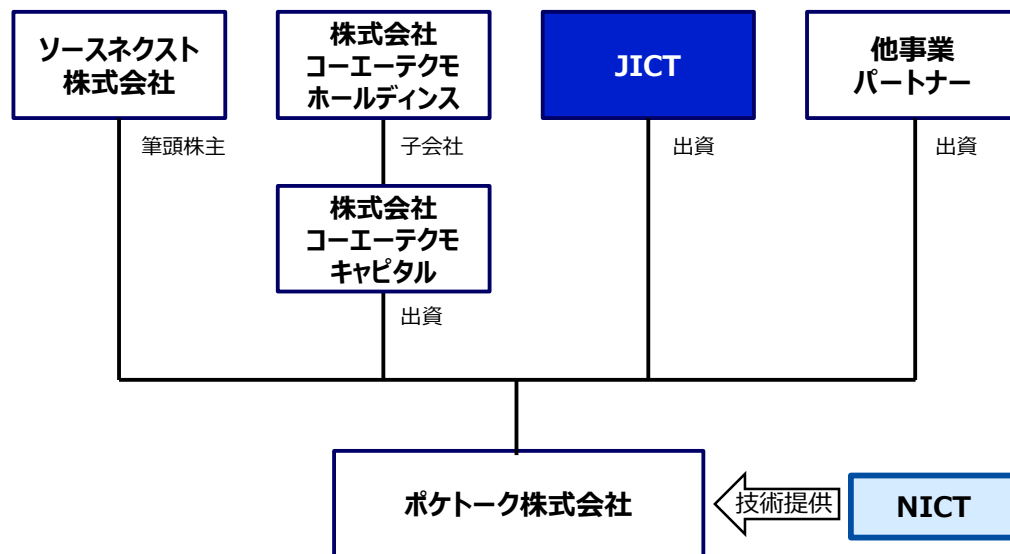 ソースネクスト
株式会社
株式会社
コーエーテクモ
ホールディンス
JICT
他事業
パートナー
筆頭株主
子会社
出資
出資
株式会社
コーエーテクモ
キャピタル
出資
ポケトーク株式会社
技術提供
NICT